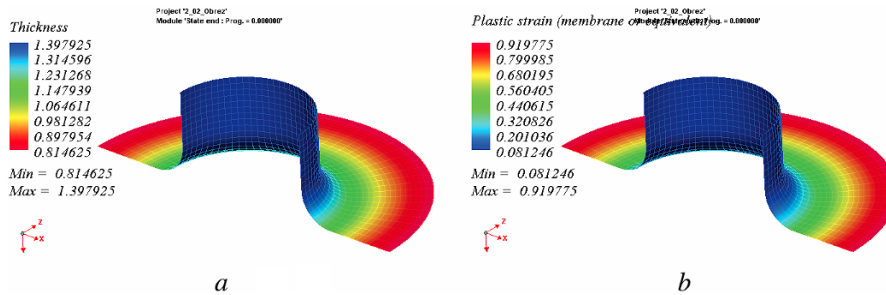 Project '2_02_Obrez'
Module 'State end : Prog. = 0.000000'
Thickness
1.397925
1.314596
1.231268
1.147939
1.064611
0.981282
0.897954
0.814625
Min = 0.814625
Max = 1.397925
Z
X
a
Project '2_02_Obrez'
Plastic strain (membrane or equivalent)
0.919775
0.799985
0.680195
0.560405
0.440615
0.320826
0.201036
0.081246
Min = 0.081246
Max = 0.919775
Z
X
b